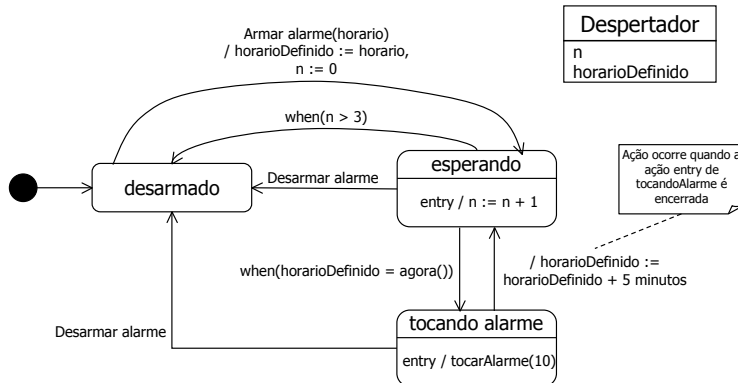 Armar alarme(horario)
/ horarioDefinido := horario,
n := 0
Despertador
n
horarioDefinido
when(n > 3)
desarmado
Desarmar alarme
esperando
entry / n := n + 1
Ação ocorre quando a
ação entry de
tocandoAlarme é
encerrada
when(horarioDefinido = agora())
/ horarioDefinido :=
horarioDefinido + 5 minutos
Desarmar alarme
tocando alarme
entry / tocarAlarme(10)